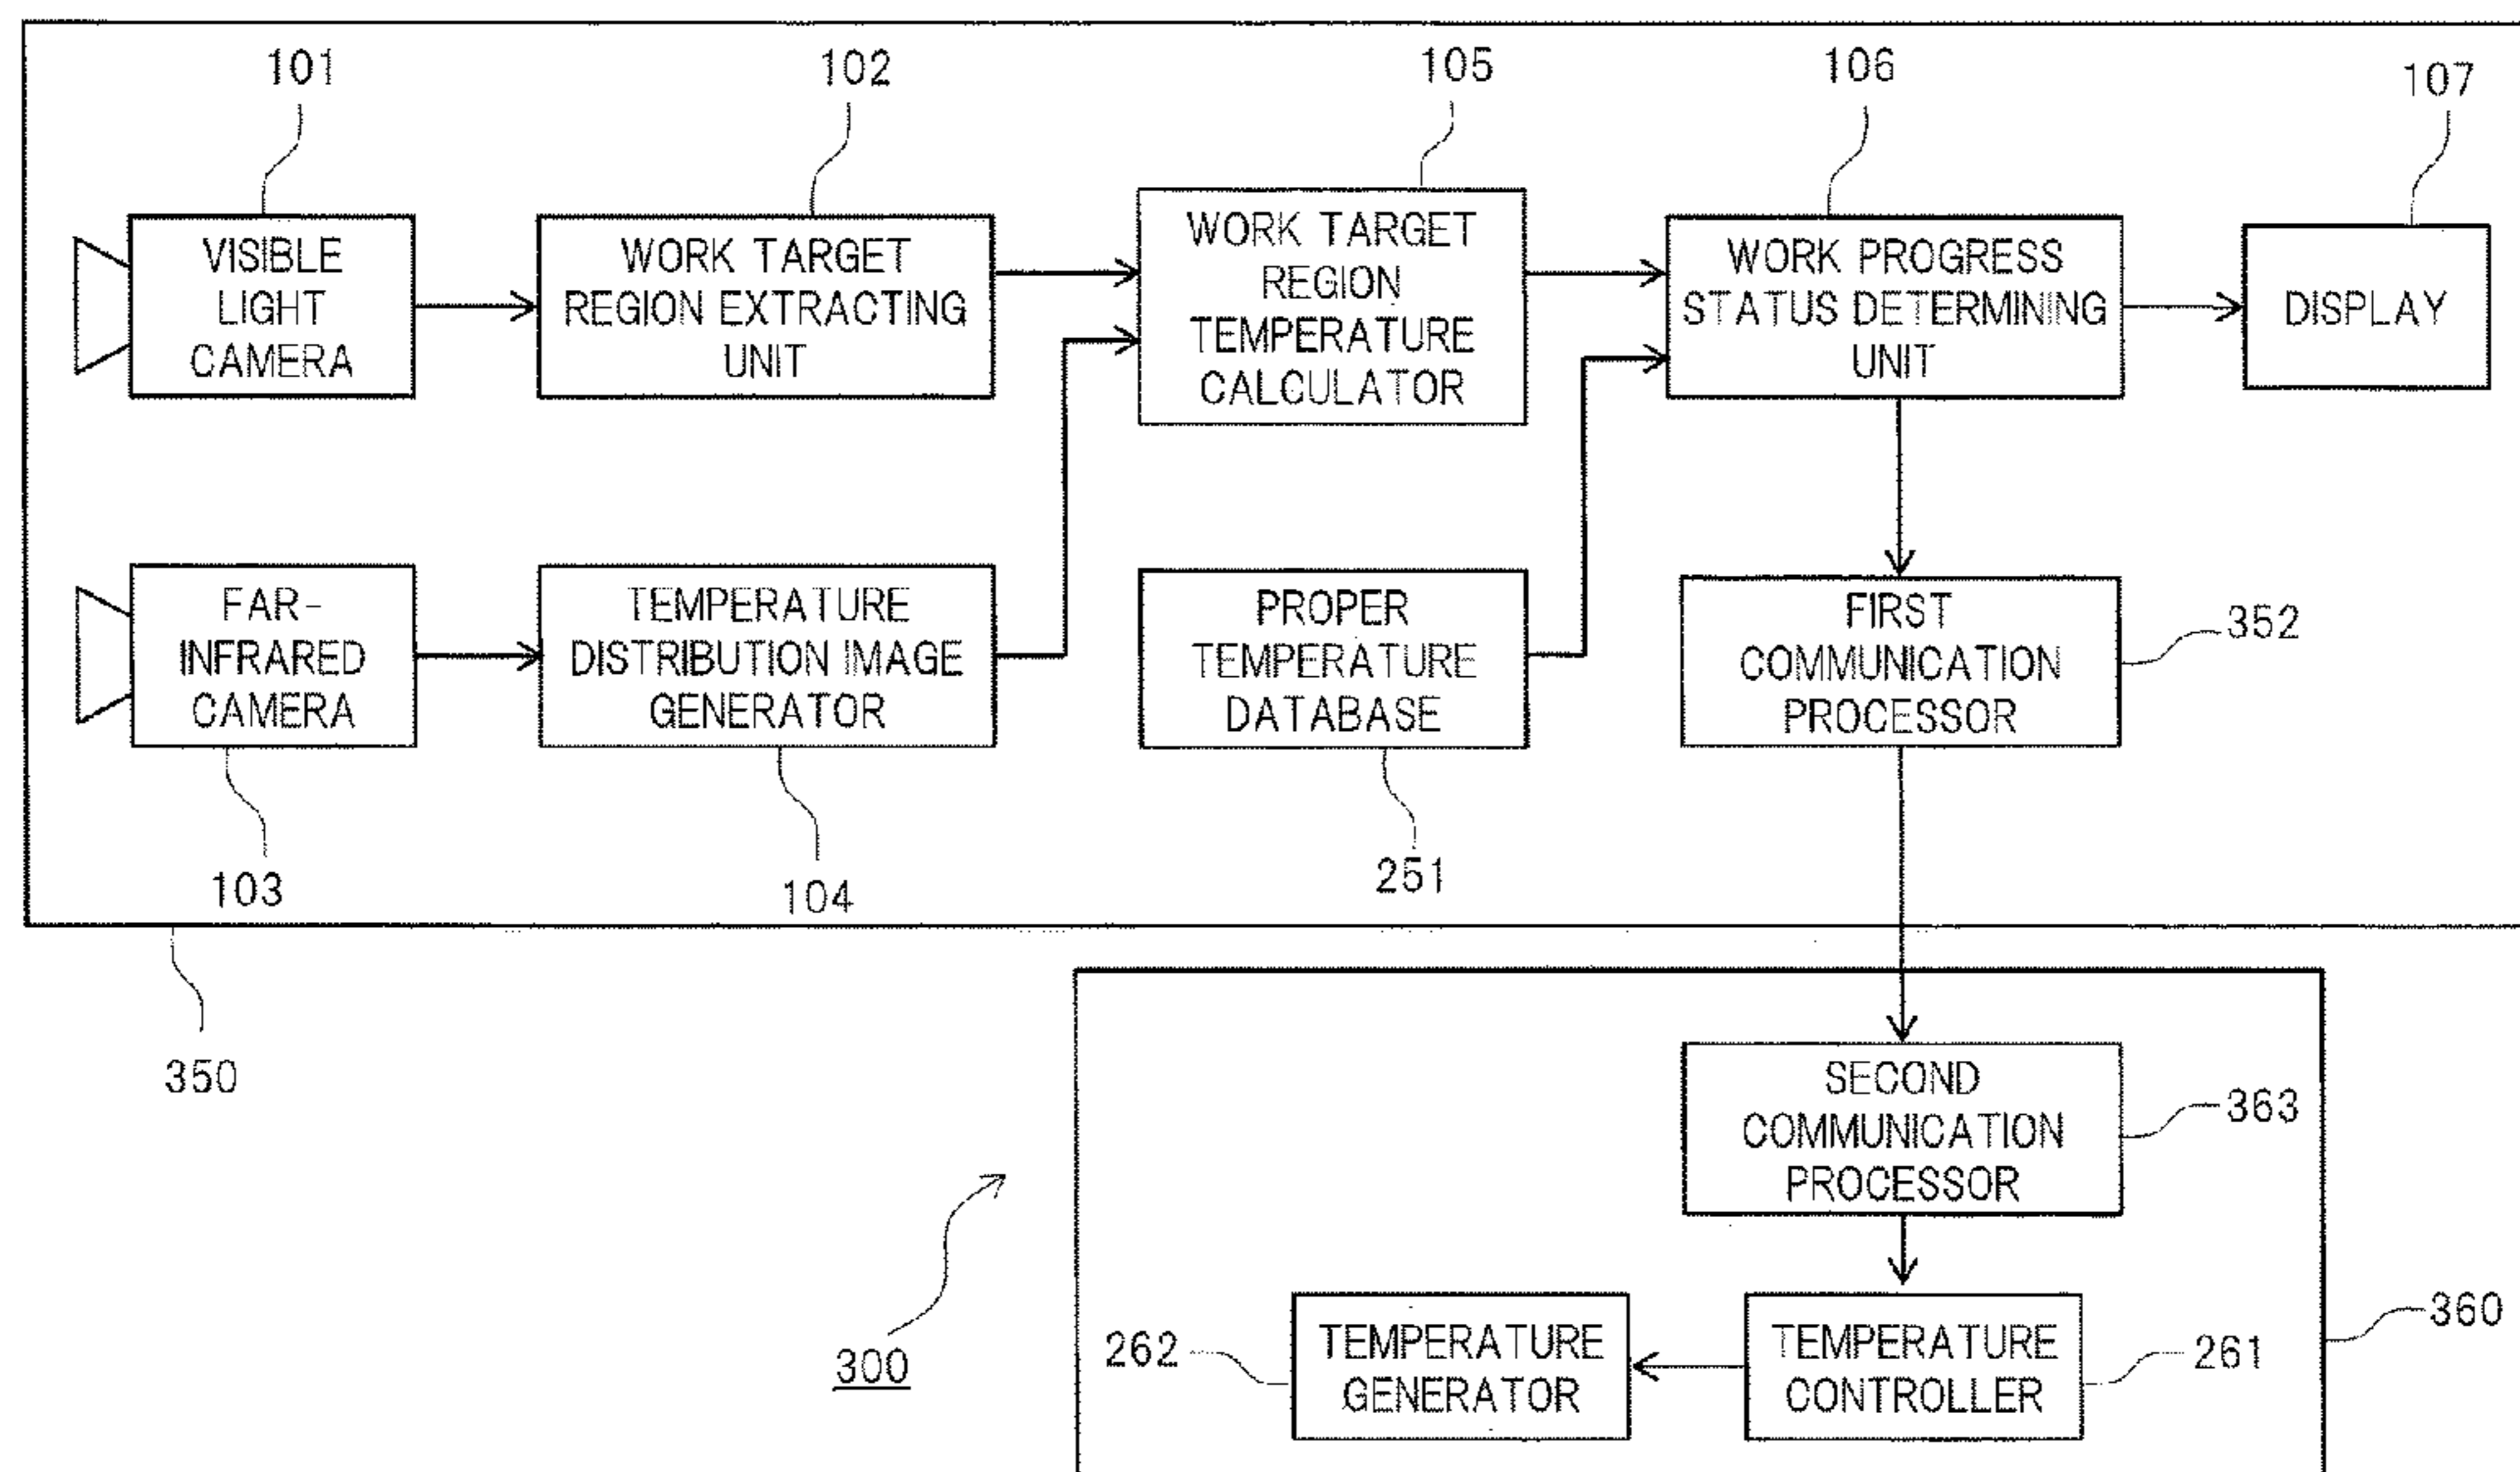 101
102
105
106
107
VISIBLE
LIGHT
CAMERA
WORK TARGET
REGION EXTRACTING
UNIT
WORK TARGET
REGION
TEMPERATURE
CALCULATOR
WORK PROGRESS
STATUS DETERMINING
UNIT
DISPLAY
FAR-
INFRARED
CAMERA
TEMPERATURE
DISTRIBUTION IMAGE
GENERATOR
PROPER
TEMPERATURE
DATABASE
FIRST
COMMUNICATION
PROCESSOR
352
103
104
251
350
SECOND
COMMUNICATION
PROCESSOR
363
300
262
TEMPERATURE
GENERATOR
TEMPERATURE
CONTROLLER
261
360